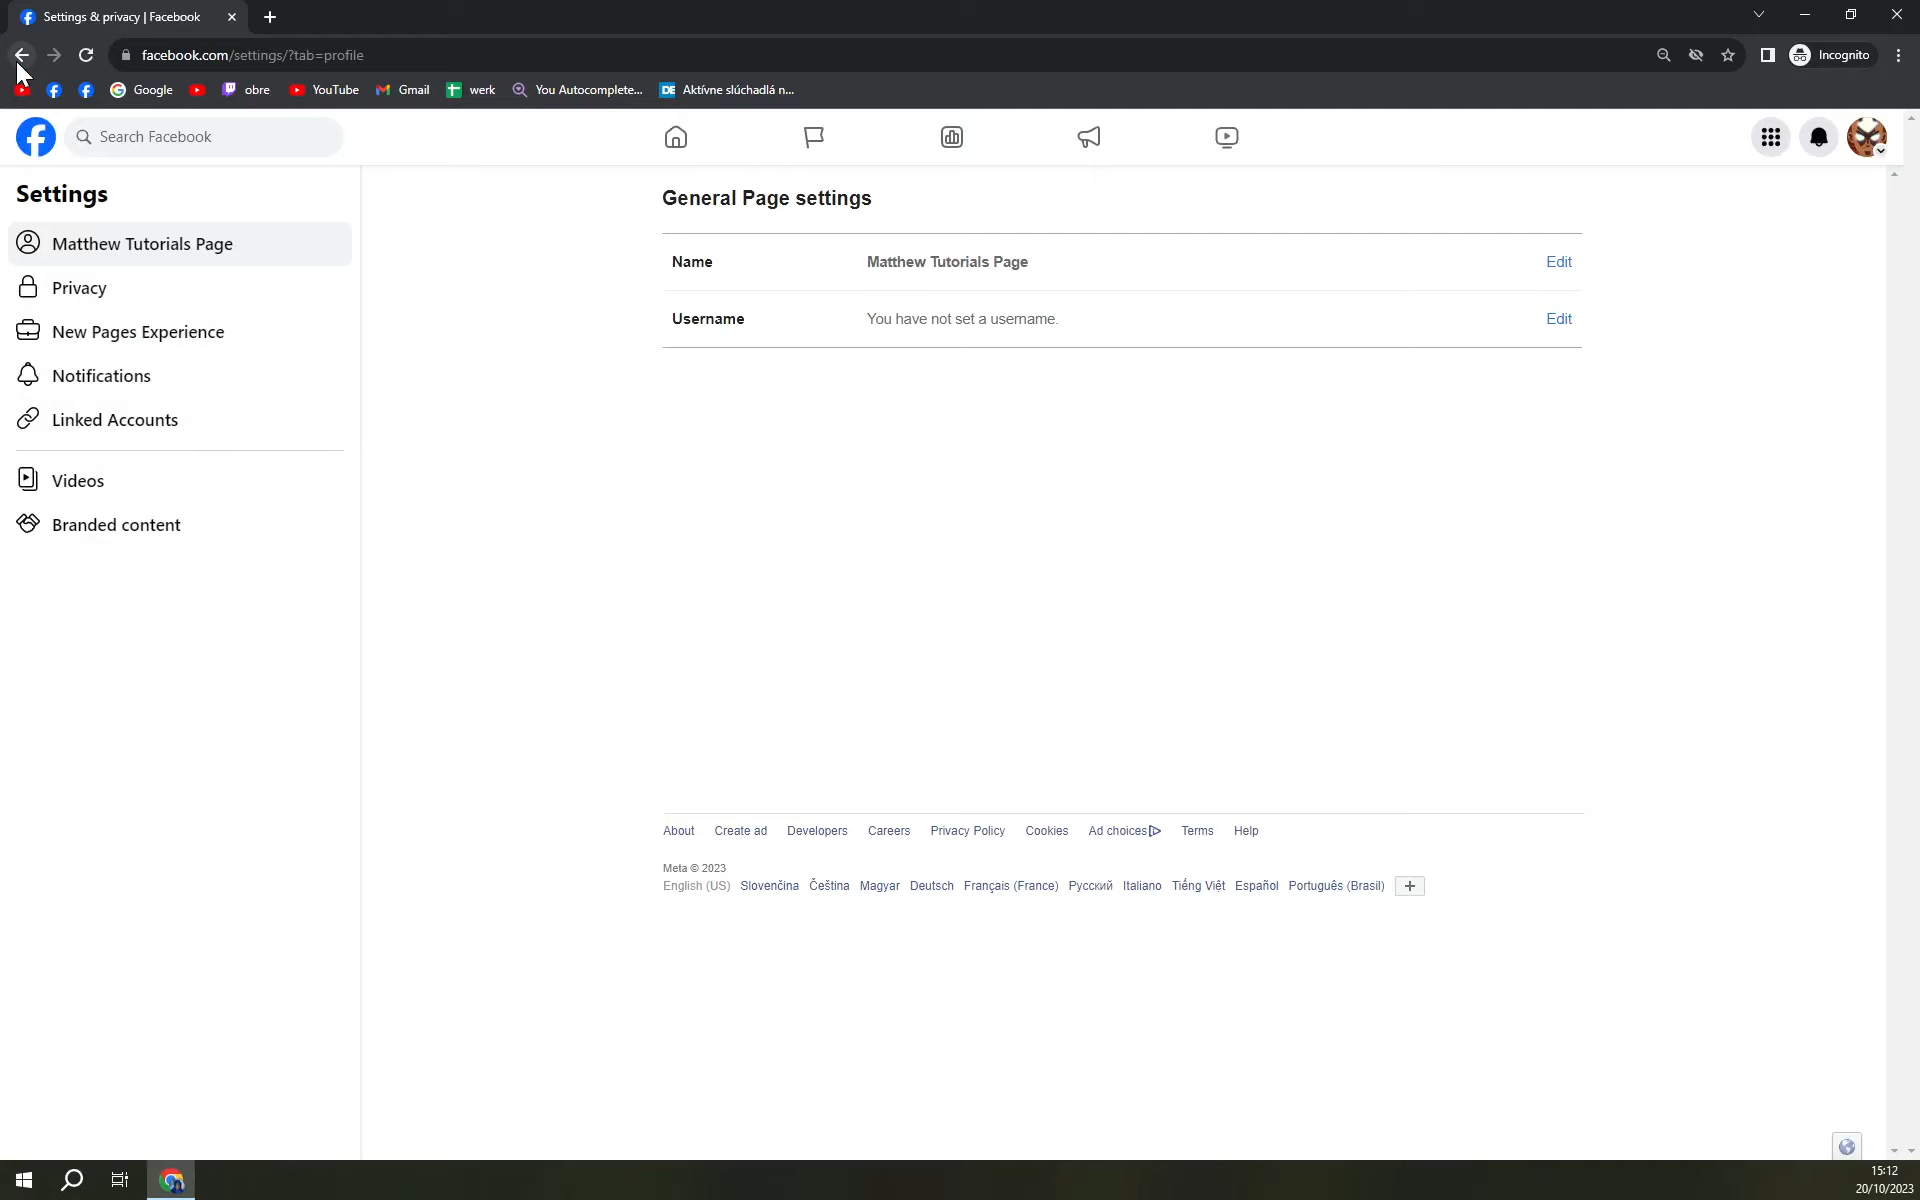 Settings & privacy | Facebook
facebook.com/settings/?tab=profile
Incognito
Google
obre
YouTube
Gmail
werk
You Autocomplete...
DE Aktívne slúchadlá n...
Search Facebook
Settings
Matthew Tutorials Page
Privacy
New Pages Experience
Notifications
Linked Accounts
Videos
Branded content
General Page settings
Name Matthew Tutorials Page Edit
Username You have not set a username. Edit
About Create ad Developers Careers Privacy Policy Cookies Ad choices Terms Help
Meta © 2023
English (US) Slovenčina Čeština Magyar Deutsch Français (France) Русский Italiano Tiếng Việt Español Português (Brasil) +
15:12
20/10/2023